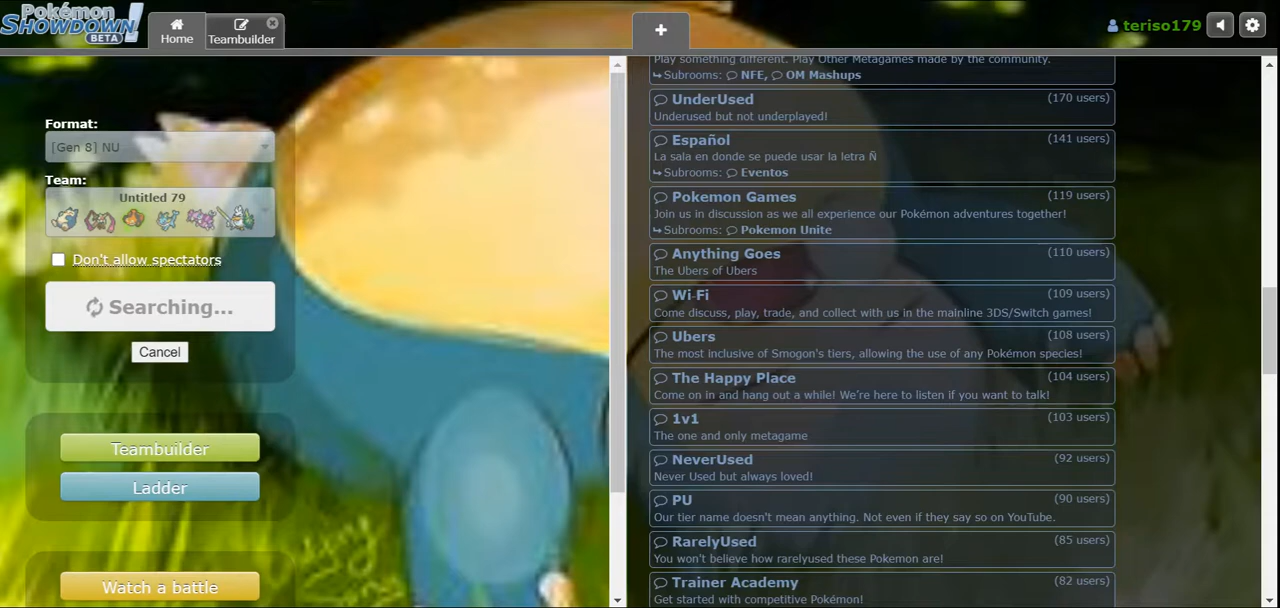 Pokémon
SHOWDOWN!
BETA
Home
Teambuilder
+
teriso179
Format:
[Gen 8] NU
Team:
Untitled 79
Don't allow spectators
Searching...
Cancel
Teambuilder
Ladder
Watch a battle
Play something different. Play Other Metagames made by the community.
↳Subrooms: NFE, OM Mashups
UnderUsed (170 users)
Underused but not underplayed!
Español (141 users)
La sala en donde se puede usar la letra Ñ
↳Subrooms: Eventos
Pokemon Games (119 users)
Join us in discussion as we all experience our Pokémon adventures together!
↳Subrooms: Pokemon Unite
Anything Goes (110 users)
The Ubers of Ubers
Wi-Fi (109 users)
Come discuss, play, trade, and collect with us in the mainline 3DS/Switch games!
Ubers (108 users)
The most inclusive of Smogon's tiers, allowing the use of any Pokémon species!
The Happy Place (104 users)
Come on in and hang out a while! We're here to listen if you want to talk!
1v1 (103 users)
The one and only metagame
NeverUsed (92 users)
Never Used but always loved!
PU (90 users)
Our tier name doesn't mean anything. Not even if they say so on YouTube.
RarelyUsed (85 users)
You won't believe how rarelyused these Pokemon are!
Trainer Academy (82 users)
Get started with competitive Pokémon!